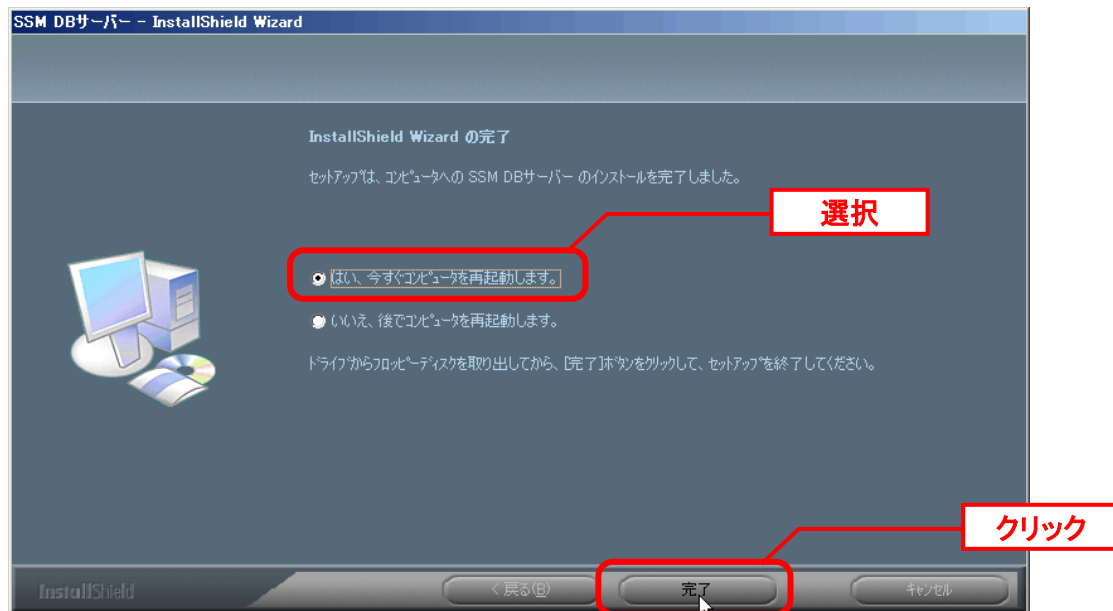 SSM DBサーバー - InstallShield Wizard
InstallShield Wizard の完了
セットアップは、コンピュータへの SSM DBサーバー のインストールを完了しました。
選択
はい、今すぐコンピュータを再起動します。
いいえ、後でコンピュータを再起動します。
ドライブからフロッピーディスクを取り出してから、[完了]ボタンをクリックして、セットアップを終了してください。
クリック
InstallShield
< 戻る(B)
完了
キャンセル